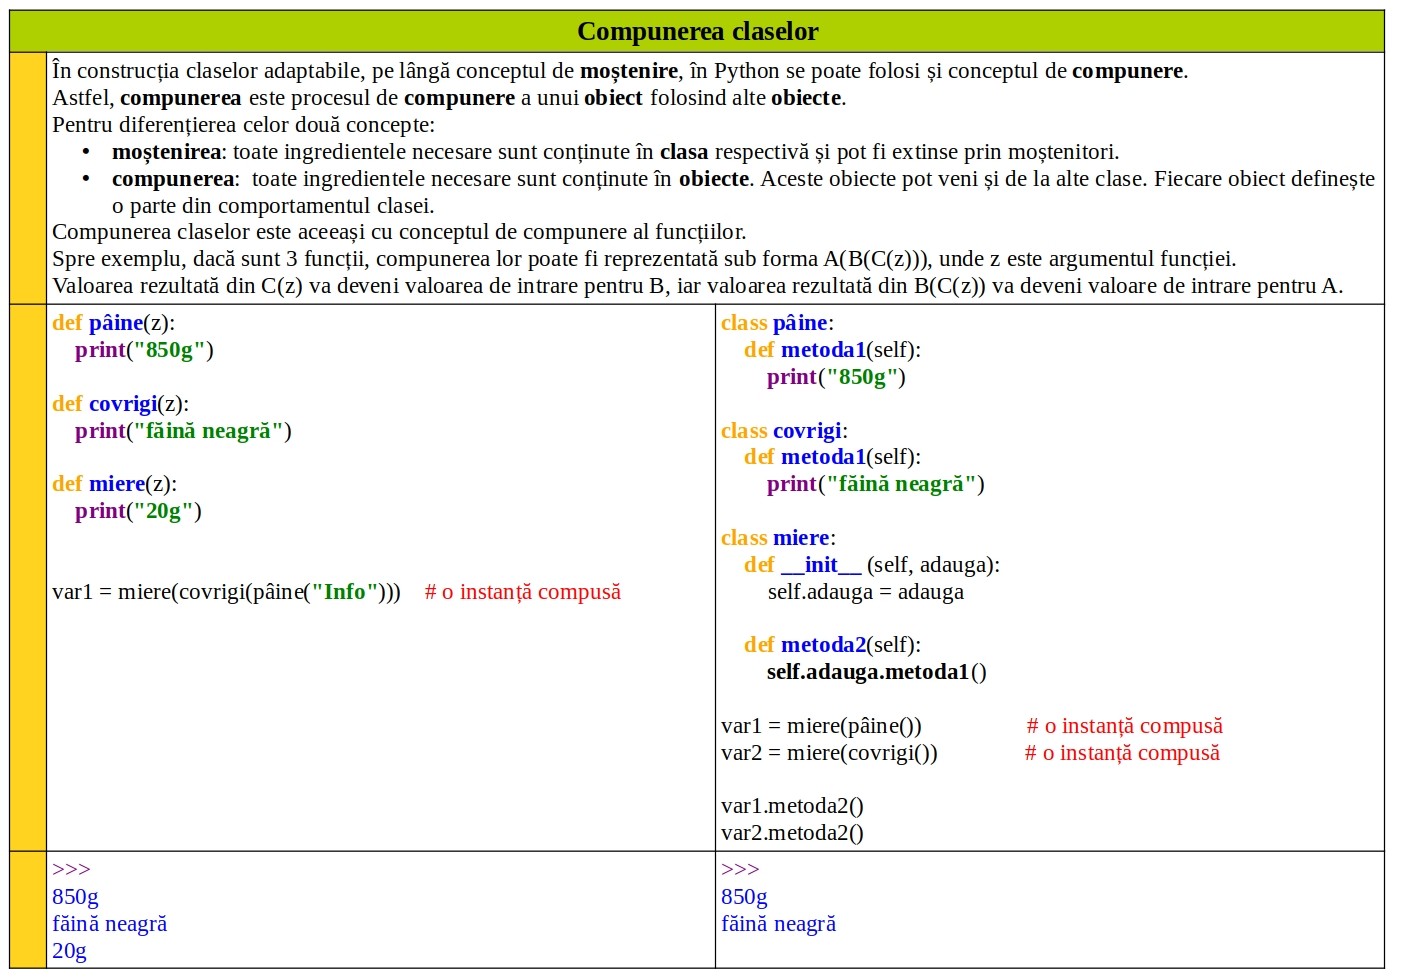 Compunerea claselor
În construcția claselor adaptabile, pe lângă conceptul de moștenire, în Python se poate folosi și conceptul de compunere.
Astfel, compunerea este procesul de compunere a unui obiect folosind alte obiecte.
Pentru diferențierea celor două concepte:
• moștenirea: toate ingredientele necesare sunt conținute în clasa respectivă și pot fi extinse prin moștenitori.
• compunerea:  toate ingredientele necesare sunt conținute în obiecte. Aceste obiecte pot veni și de la alte clase. Fiecare obiect definește
o parte din comportamentul clasei.
Compunerea claselor este aceeași cu conceptul de compunere al funcțiilor.
Spre exemplu, dacă sunt 3 funcții, compunerea lor poate fi reprezentată sub forma A(B(C(z))), unde z este argumentul funcției.
Valoarea rezultată din C(z) va deveni valoarea de intrare pentru B, iar valoarea rezultată din B(C(z)) va deveni valoare de intrare pentru A.
def pâine(z):
    print("850g")
def covrigi(z):
    print("făină neagră")
def miere(z):
    print("20g")
var1 = miere(covrigi(pâine("Info")))    # o instanță compusă
class pâine:
    def metoda1(self):
        print("850g")
class covrigi:
    def metoda1(self):
        print("făină neagră")
class miere:
    def __init__ (self, adauga):
        self.adauga = adauga
    def metoda2(self):
        self.adauga.metoda1()
var1 = miere(pâine())    # o instanță compusă
var2 = miere(covrigi())    # o instanță compusă
var1.metoda2()
var2.metoda2()
>>>
850g
făină neagră
20g
>>>
850g
făină neagră